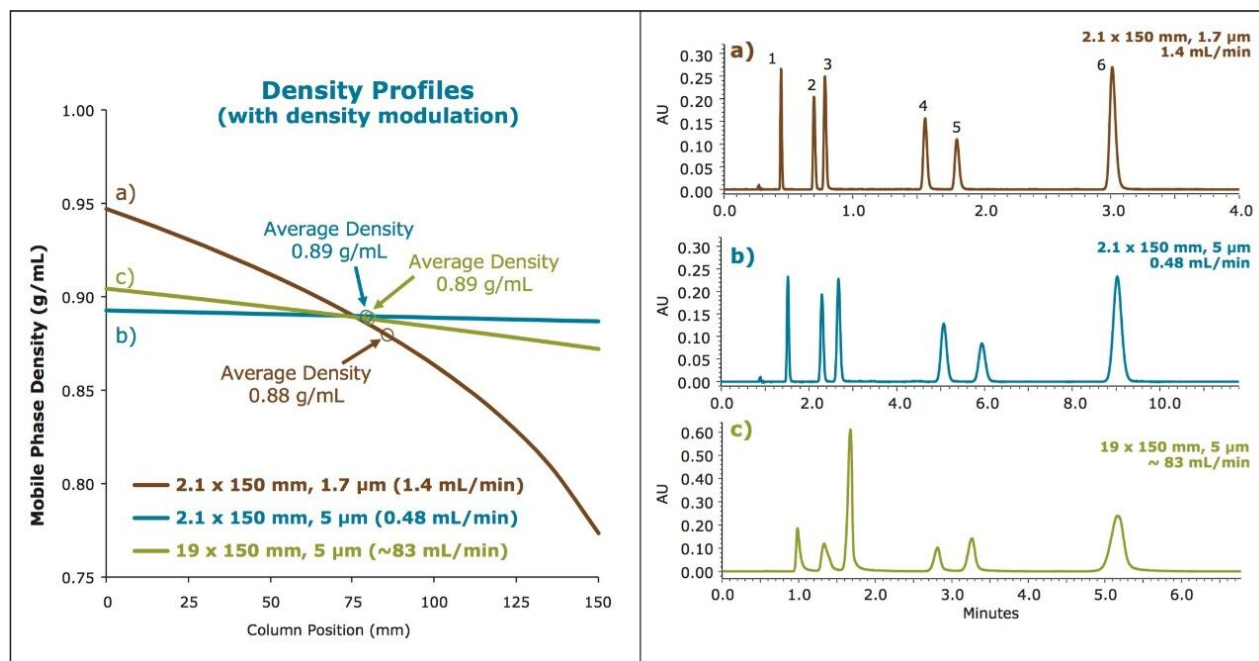 Density Profiles
(with density modulation)
Mobile Phase Density (g/mL)
1.00
0.95
0.90
0.85
0.80
0.75
a)
c)
b)
Average Density
0.89 g/mL
Average Density
0.89 g/mL
Average Density
0.88 g/mL
2.1 x 150 mm, 1.7 µm (1.4 mL/min)
2.1 x 150 mm, 5 µm (0.48 mL/min)
19 x 150 mm, 5 µm (~83 mL/min)
0 25 50 75 100 125 150
Column Position (mm)
a)
2.1 x 150 mm, 1.7 µm
1.4 mL/min
AU
0.30
0.25
0.20
0.15
0.10
0.05
0.00
1 2 3 4 5 6
0.0 1.0 2.0 3.0 4.0
b)
2.1 x 150 mm, 5 µm
0.48 mL/min
AU
0.30
0.25
0.20
0.15
0.10
0.05
0.00
0.0 2.0 4.0 6.0 8.0 10.0
c)
19 x 150 mm, 5 µm
~ 83 mL/min
AU
0.60
0.50
0.40
0.30
0.20
0.10
0.00
1.0 2.0 3.0 4.0 5.0 6.0
Minutes